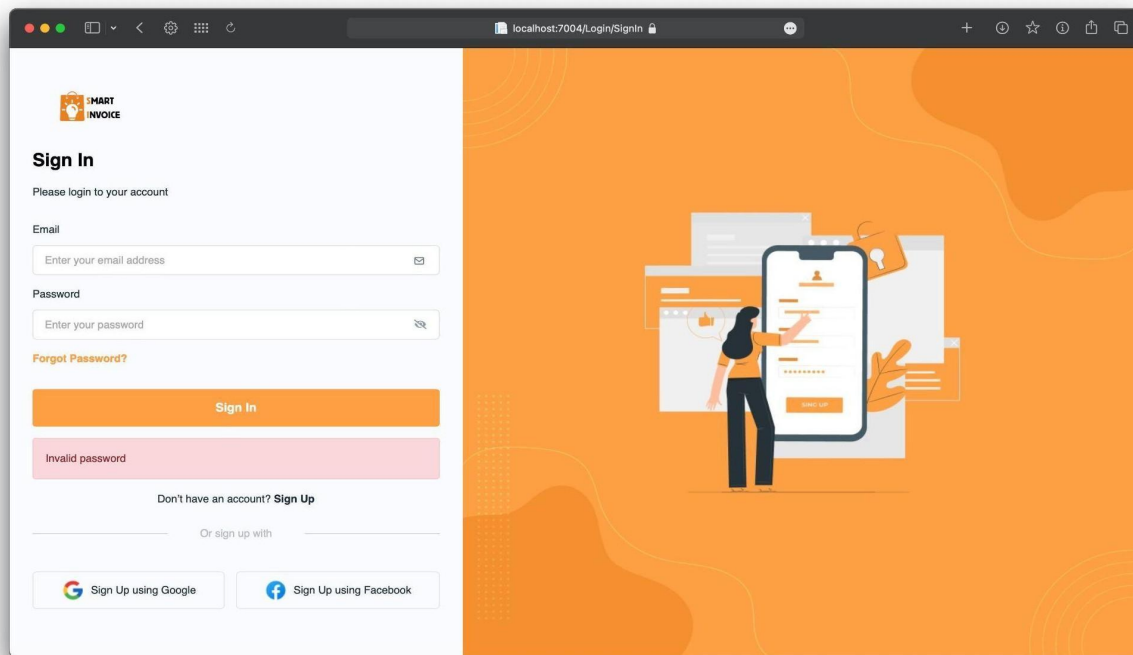 localhost:7004/Login/SignIn
SMART
INVOICE
Sign In
Please login to your account
Email
Enter your email address
Password
Enter your password
Forgot Password?
Sign In
Invalid password
Don't have an account? Sign Up
Or sign up with
Sign Up using Google
Sign Up using Facebook
SINC UP